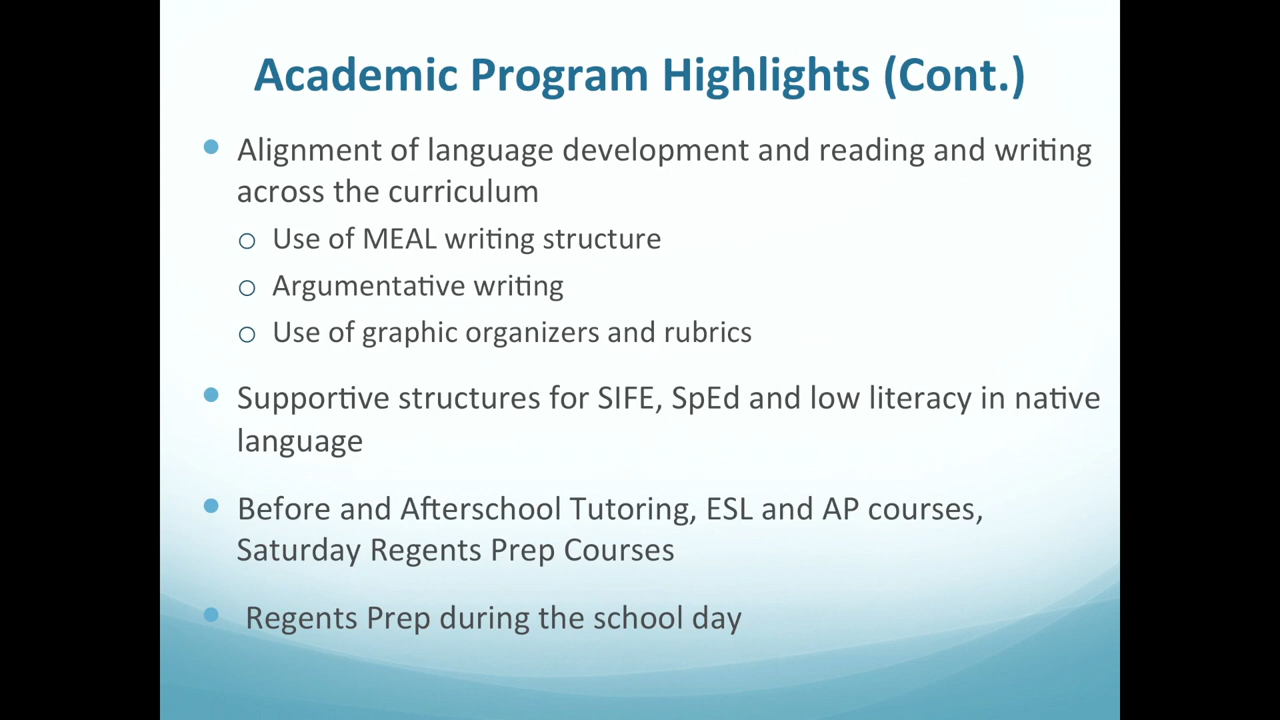 Academic Program Highlights (Cont.)
• Alignment of language development and reading and writing
across the curriculum
o Use of MEAL writing structure
o Argumentative writing
o Use of graphic organizers and rubrics
• Supportive structures for SIFE, SpEd and low literacy in native
language
• Before and Afterschool Tutoring, ESL and AP courses,
Saturday Regents Prep Courses
• Regents Prep during the school day